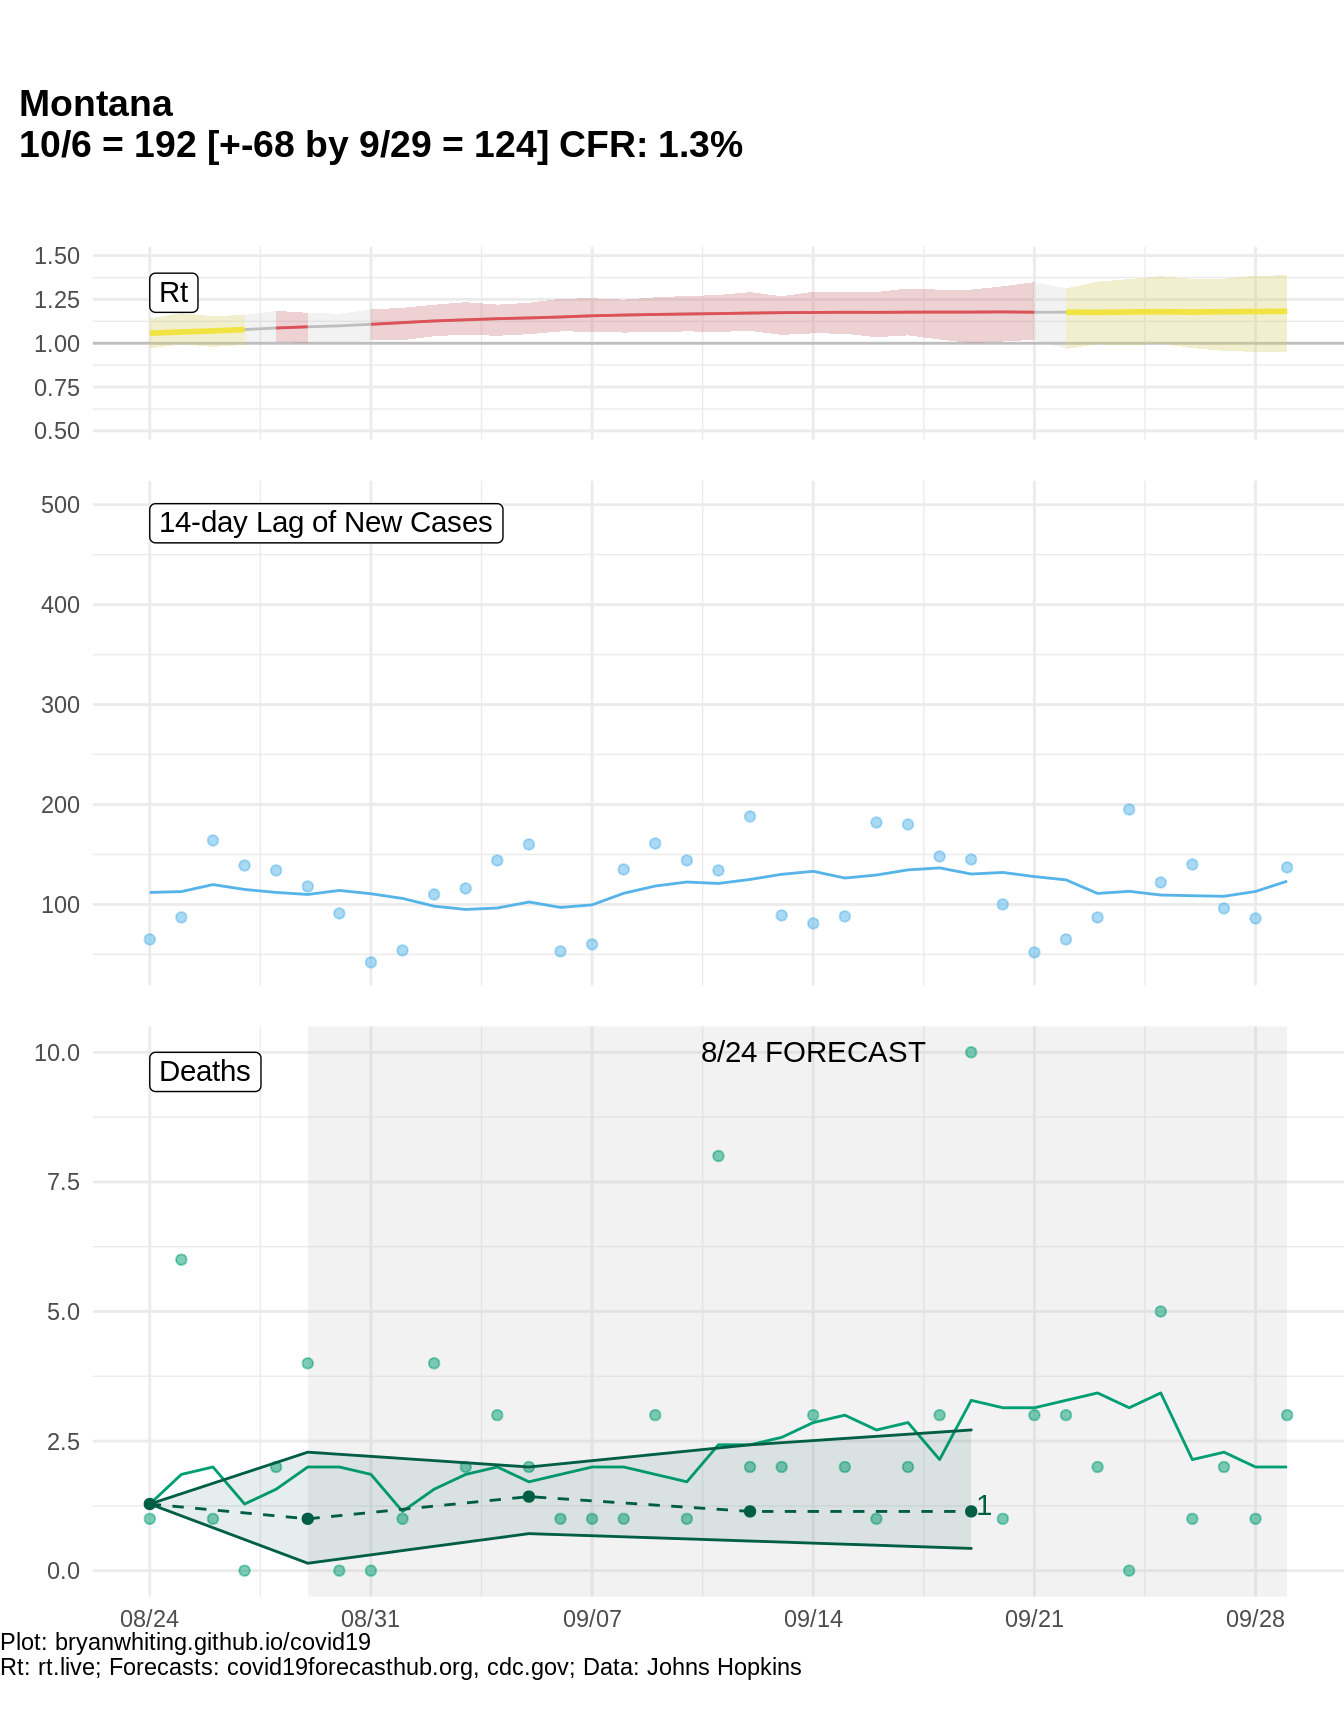 Montana
10/6 = 192 [+-68 by 9/29 = 124] CFR: 1.3%
1.50
Rt
1.25
1.00
0.75
0.50
500
14-day Lag of New Cases
400
300
200
100
10.0
8/24 FORECAST
Deaths
7.5
5.0
2.5
1
0.0
08/24 08/31 09/07 09/14 09/21 09/28
Plot: bryanwhiting.github.io/covid19
Rt: rt.live; Forecasts: covid19forecasthub.org, cdc.gov; Data: Johns Hopkins